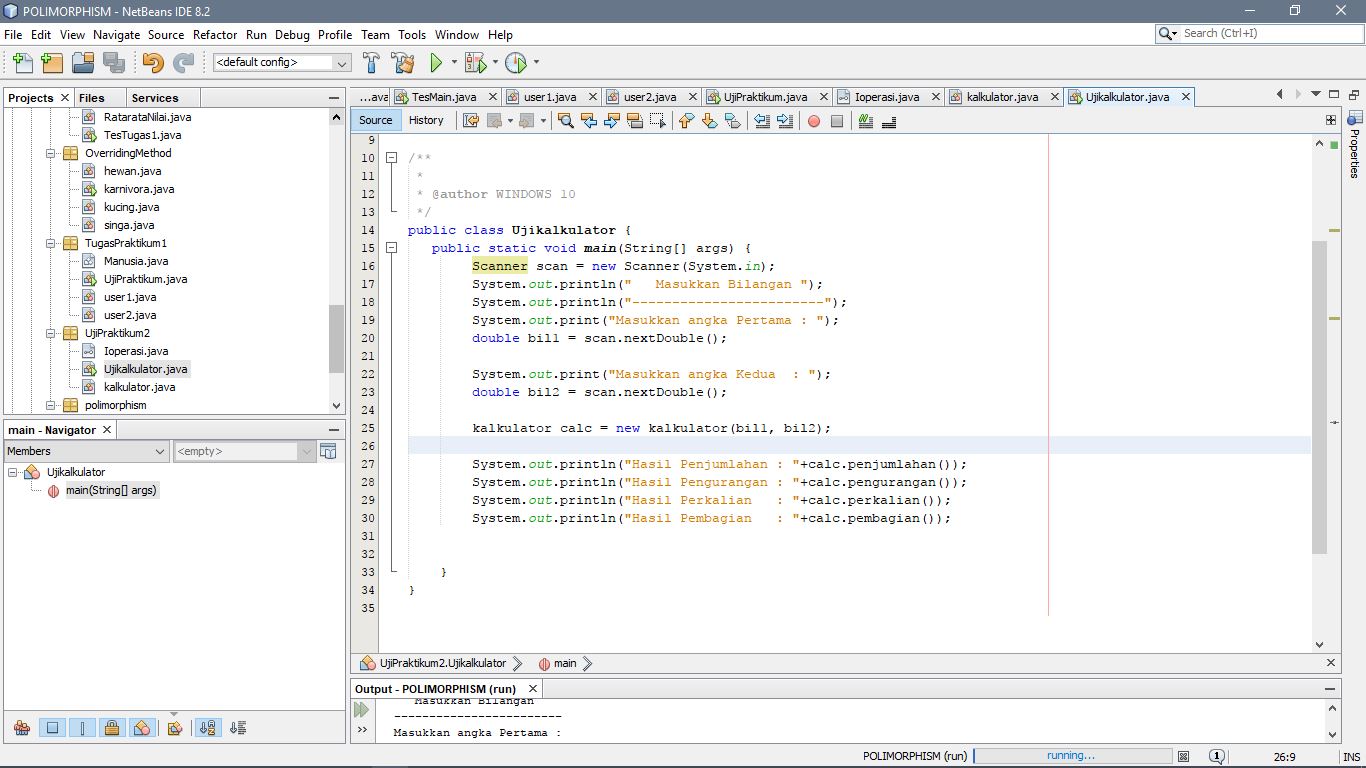 POLIMORPHISM - NetBeans IDE 8.2
File Edit View Navigate Source Refactor Run Debug Profile Team Tools Window Help
Search (Ctrl+I)
<default config>
Projects Files Services
RatarataNilai.java
TesTugas1.java
OverridingMethod
hewan.java
karnivora.java
kucing.java
singa.java
TugasPraktikum1
Manusia.java
UjiPraktikum.java
user1.java
user2.java
UjiPraktikum2
Ioperasi.java
Ujikalkulator.java
kalkulator.java
polimorphism
main - Navigator
Members <empty>
Ujikalkulator
main(String[] args)
...ava TesMain.java user1.java user2.java UjiPraktikum.java Ioperasi.java kalkulator.java Ujikalkulator.java
Source History
9
10 /**
11 *
12 * @author WINDOWS 10
13 */
14 public class Ujikalkulator {
15 public static void main(String[] args) {
16 Scanner scan = new Scanner(System.in);
17 System.out.println("   Masukkan Bilangan ");
18 System.out.println("------------------------");
19 System.out.print("Masukkan angka Pertama : ");
20 double bil1 = scan.nextDouble();
21
22 System.out.print("Masukkan angka Kedua  : ");
23 double bil2 = scan.nextDouble();
24
25 kalkulator calc = new kalkulator(bil1, bil2);
26
27 System.out.println("Hasil Penjumlahan : "+calc.penjumlahan());
28 System.out.println("Hasil Pengurangan : "+calc.pengurangan());
29 System.out.println("Hasil Perkalian   : "+calc.perkalian());
30 System.out.println("Hasil Pembagian   : "+calc.pembagian());
31
32
33 }
34 }
35
UjiPraktikum2.Ujikalkulator main
Output - POLIMORPHISM (run)
Masukkan Bilangan
------------------------
Masukkan angka Pertama :
Properties
POLIMORPHISM (run) running... 1 26:9 INS